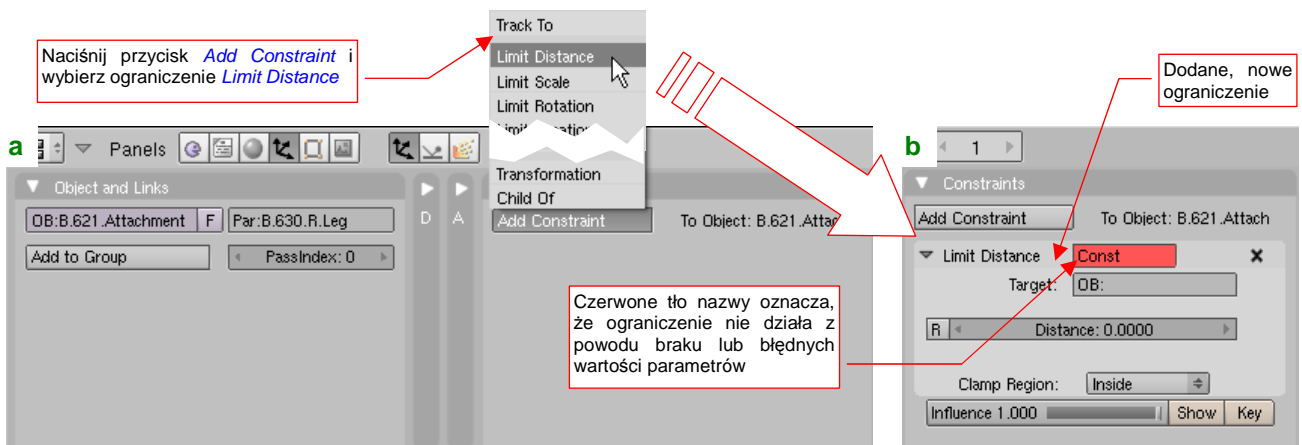 Track To
Limit Distance
Limit Scale
Limit Rotation
Transformation
Child Of
Naciśnij przycisk Add Constraint i
wybierz ograniczenie Limit Distance
Dodane, nowe
ograniczenie
a
Panels
Object and Links
OB:B.621.Attachment F Par:B.630.R.Leg
Add to Group PassIndex: 0
D A
Add Constraint To Object: B.621.Attac
Czerwone tło nazwy oznacza,
że ograniczenie nie działa z
powodu braku lub błędnych
wartości parametrów
b 1
Constraints
Add Constraint To Object: B.621.Attach
Limit Distance Const
Target: OB:
R Distance: 0.0000
Clamp Region: Inside
Influence 1.000 Show Key